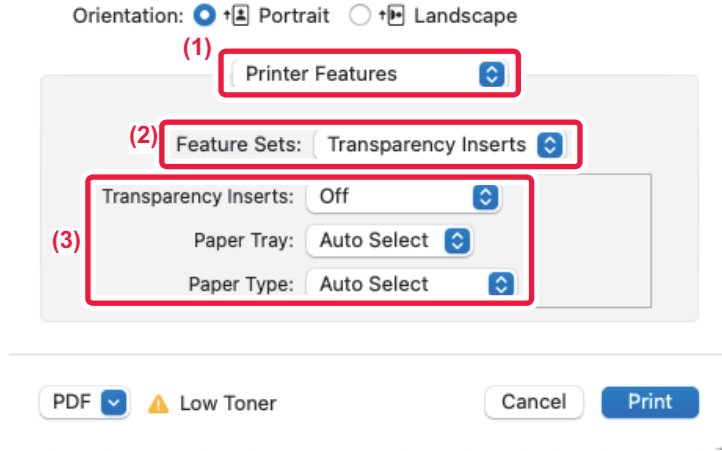 Orientation: Portrait Landscape
(1)
Printer Features
(2)
Feature Sets: Transparency Inserts
Transparency Inserts: Off
(3) Paper Tray: Auto Select
Paper Type: Auto Select
PDF Low Toner Cancel Print